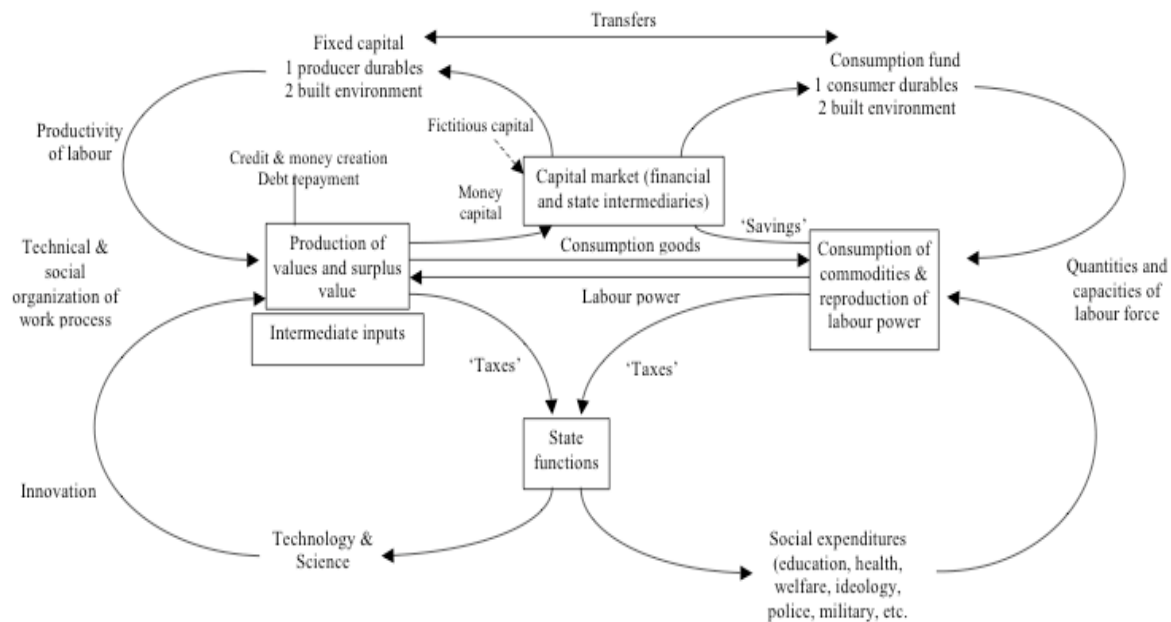 Transfers
Fixed capital
1 producer durables
2 built environment
Consumption fund
1 consumer durables
2 built environment
Productivity
of labour
Fictitious capital
Credit & money creation
Debt repayment
Capital market (financial
and state intermediaries)
Money
capital
'Savings'
Technical &
social
organization of
work process
Production of
values and surplus
value
Consumption goods
Labour power
Consumption of
commodities &
reproduction of
labour power
Quantities and
capacities of
labour force
Intermediate inputs
'Taxes'
'Taxes'
State
functions
Innovation
Technology &
Science
Social expenditures
(education, health,
welfare, ideology,
police, military, etc.